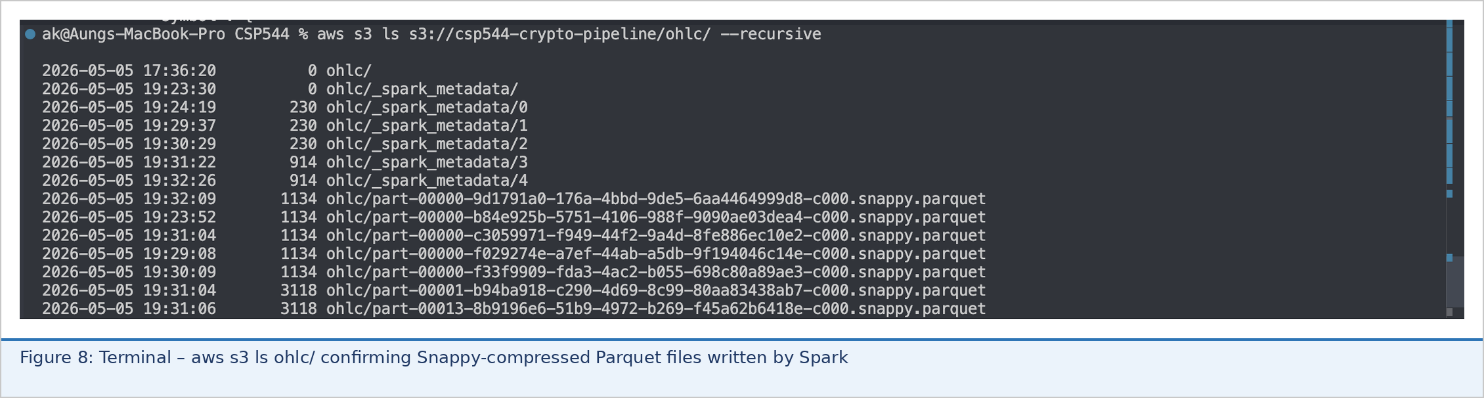 ak@Aungs-MacBook-Pro CSP544 % aws s3 ls s3://csp544-crypto-pipeline/ohlc/ --recursive
2026-05-05 17:36:20 0 ohlc/
2026-05-05 19:23:30 0 ohlc/_spark_metadata/
2026-05-05 19:24:19 230 ohlc/_spark_metadata/0
2026-05-05 19:29:37 230 ohlc/_spark_metadata/1
2026-05-05 19:30:29 230 ohlc/_spark_metadata/2
2026-05-05 19:31:22 914 ohlc/_spark_metadata/3
2026-05-05 19:32:26 914 ohlc/_spark_metadata/4
2026-05-05 19:32:09 1134 ohlc/part-00000-9d1791a0-176a-4bbd-9de5-6aa4464999d8-c000.snappy.parquet
2026-05-05 19:23:52 1134 ohlc/part-00000-b84e925b-5751-4106-988f-9090ae03dea4-c000.snappy.parquet
2026-05-05 19:31:04 1134 ohlc/part-00000-c3059971-f949-44f2-9a4d-8fe886ec10e2-c000.snappy.parquet
2026-05-05 19:29:08 1134 ohlc/part-00000-f029274e-a7ef-44ab-a5db-9f194046c14e-c000.snappy.parquet
2026-05-05 19:30:09 1134 ohlc/part-00000-f33f9909-fda3-4ac2-b055-698c80a89ae3-c000.snappy.parquet
2026-05-05 19:31:04 3118 ohlc/part-00001-b94ba918-c290-4d69-8c99-80aa83438ab7-c000.snappy.parquet
2026-05-05 19:31:06 3118 ohlc/part-00013-8b9196e6-51b9-4972-b269-f45a62b6418e-c000.snappy.parquet
Figure 8: Terminal – aws s3 ls ohlc/ confirming Snappy-compressed Parquet files written by Spark